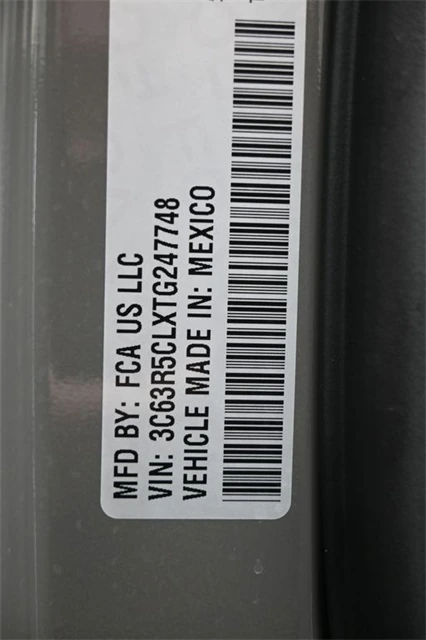 MFD BY: FCA US LLC
VIN: 3C63R5CLXTG247748
VEHICLE MADE IN: MEXICO